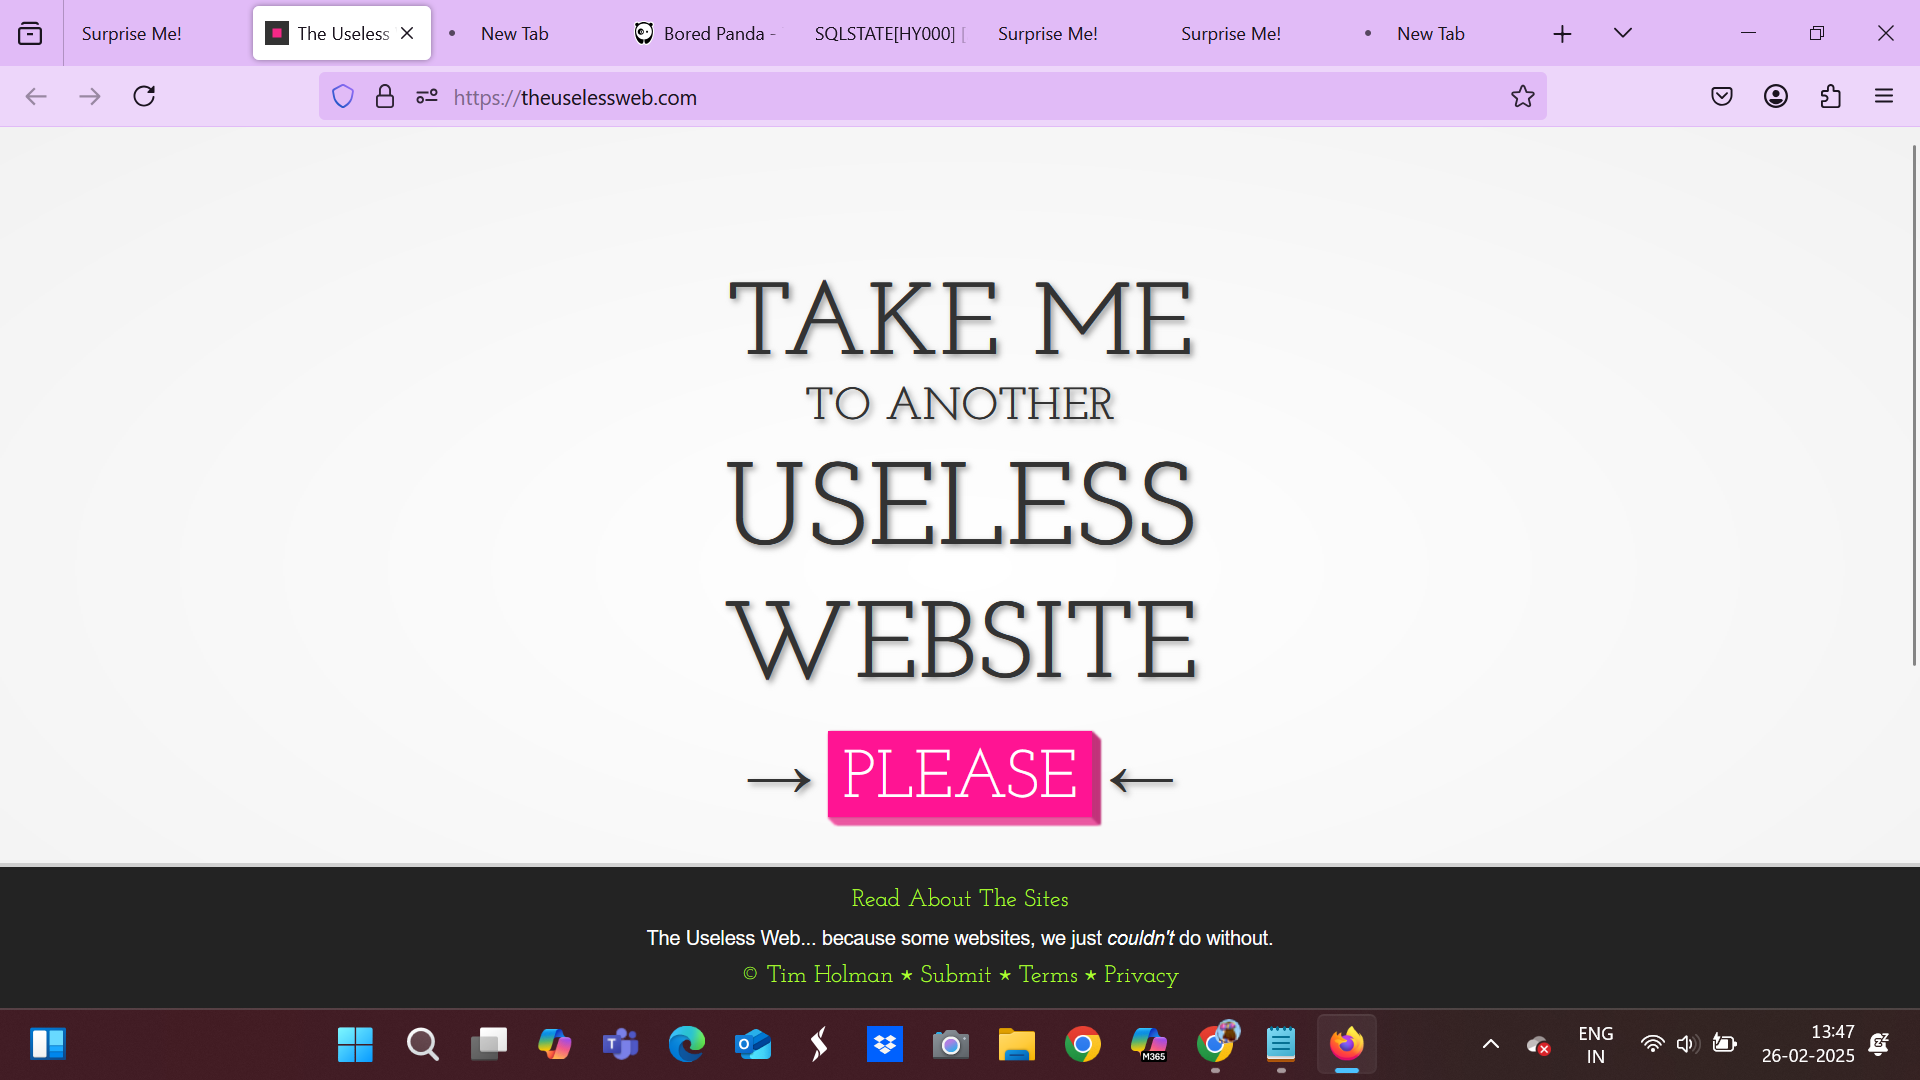 Surprise Me!
The Useless
New Tab
Bored Panda -
SQLSTATE[HY000] [
Surprise Me!
Surprise Me!
New Tab
https://theuselessweb.com
TAKE ME
TO ANOTHER
USELESS
WEBSITE
→ PLEASE ←
Read About The Sites
The Useless Web... because some websites, we just couldn't do without.
© Tim Holman ★ Submit ★ Terms ★ Privacy
M365
ENG
IN
13:47
26-02-2025